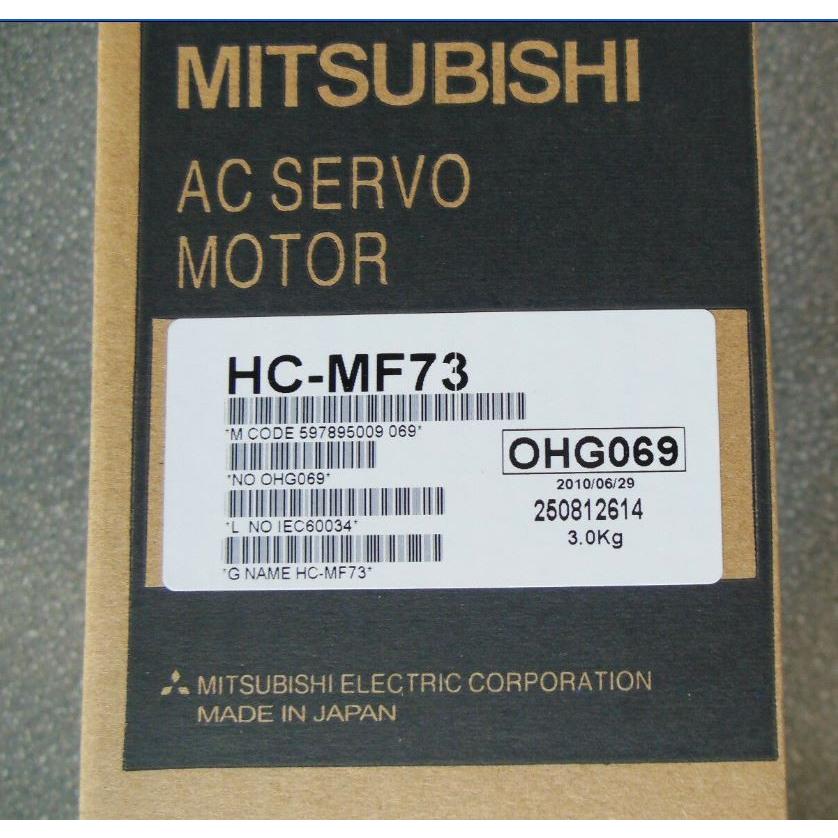 MITSUBISHI
AC SERVO
MOTOR
HC-MF73
*M CODE 597895009 069*
*NO OHG069*
*L NO IEC60034*
*G NAME HC-MF73*
OHG069
2010/06/29
250812614
3.0Kg
MITSUBISHI ELECTRIC CORPORATION
MADE IN JAPAN